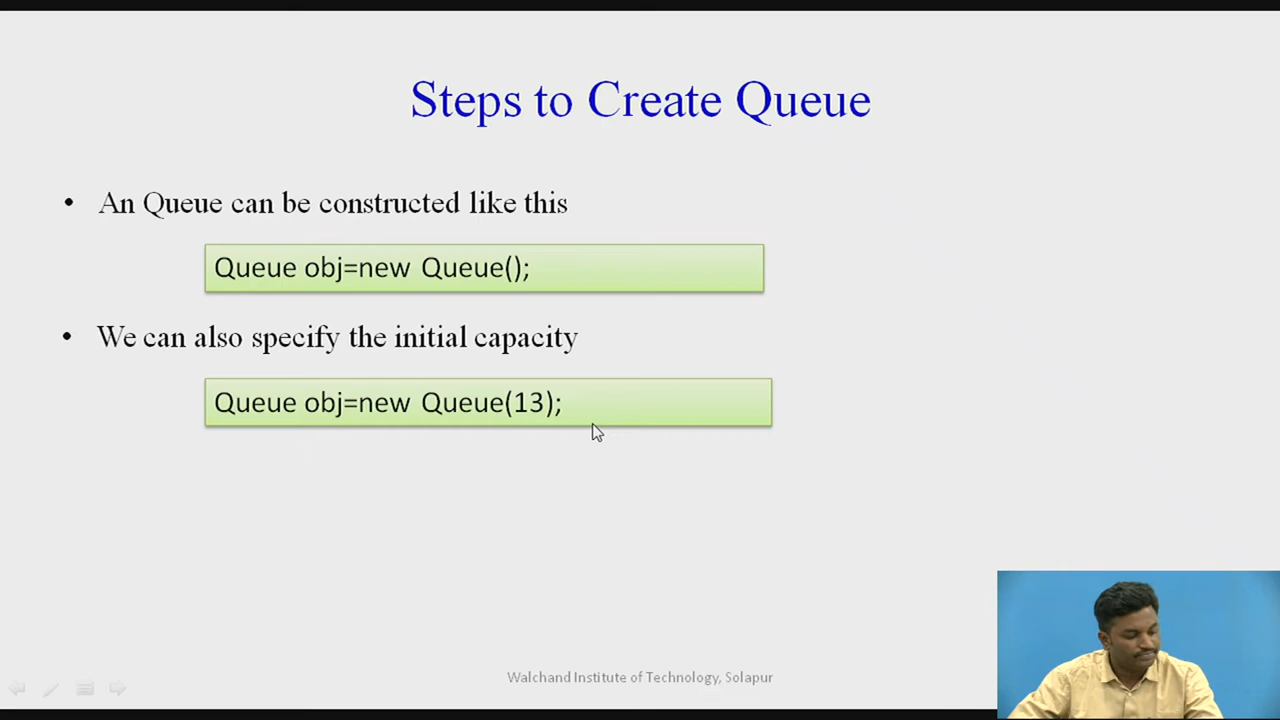 Steps to Create Queue
• An Queue can be constructed like this
Queue obj=new Queue();
• We can also specify the initial capacity
Queue obj=new Queue(13);
Walchand Institute of Technology, Solapur